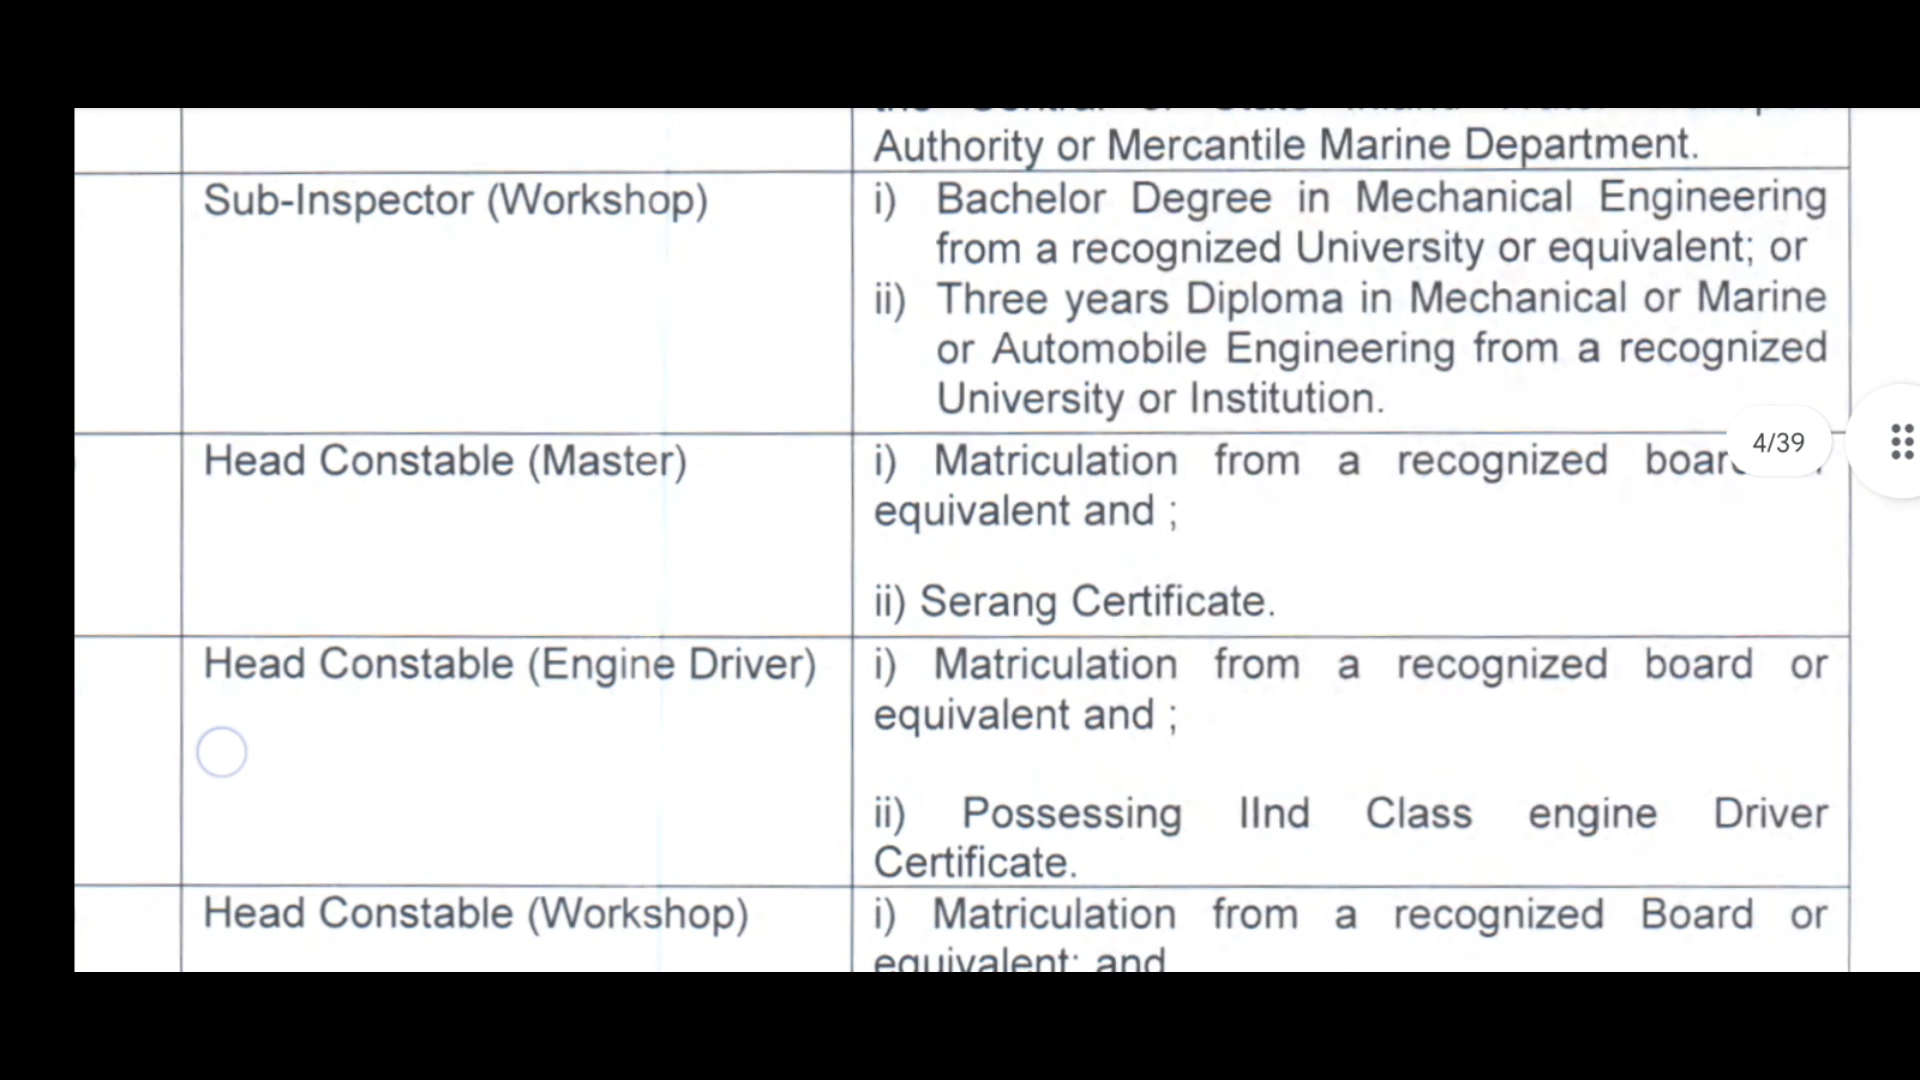 Authority or Mercantile Marine Department.
Sub-Inspector (Workshop)
i) Bachelor Degree in Mechanical Engineering
from a recognized University or equivalent; or
ii) Three years Diploma in Mechanical or Marine
or Automobile Engineering from a recognized
University or Institution.
4/39
Head Constable (Master)
i) Matriculation from a recognized
equivalent and ;
ii) Serang Certificate.
Head Constable (Engine Driver)
i) Matriculation from a recognized board or
equivalent and ;
ii) Possessing IInd Class engine Driver
Certificate.
Head Constable (Workshop)
i) Matriculation from a recognized Board or
equivalent; and